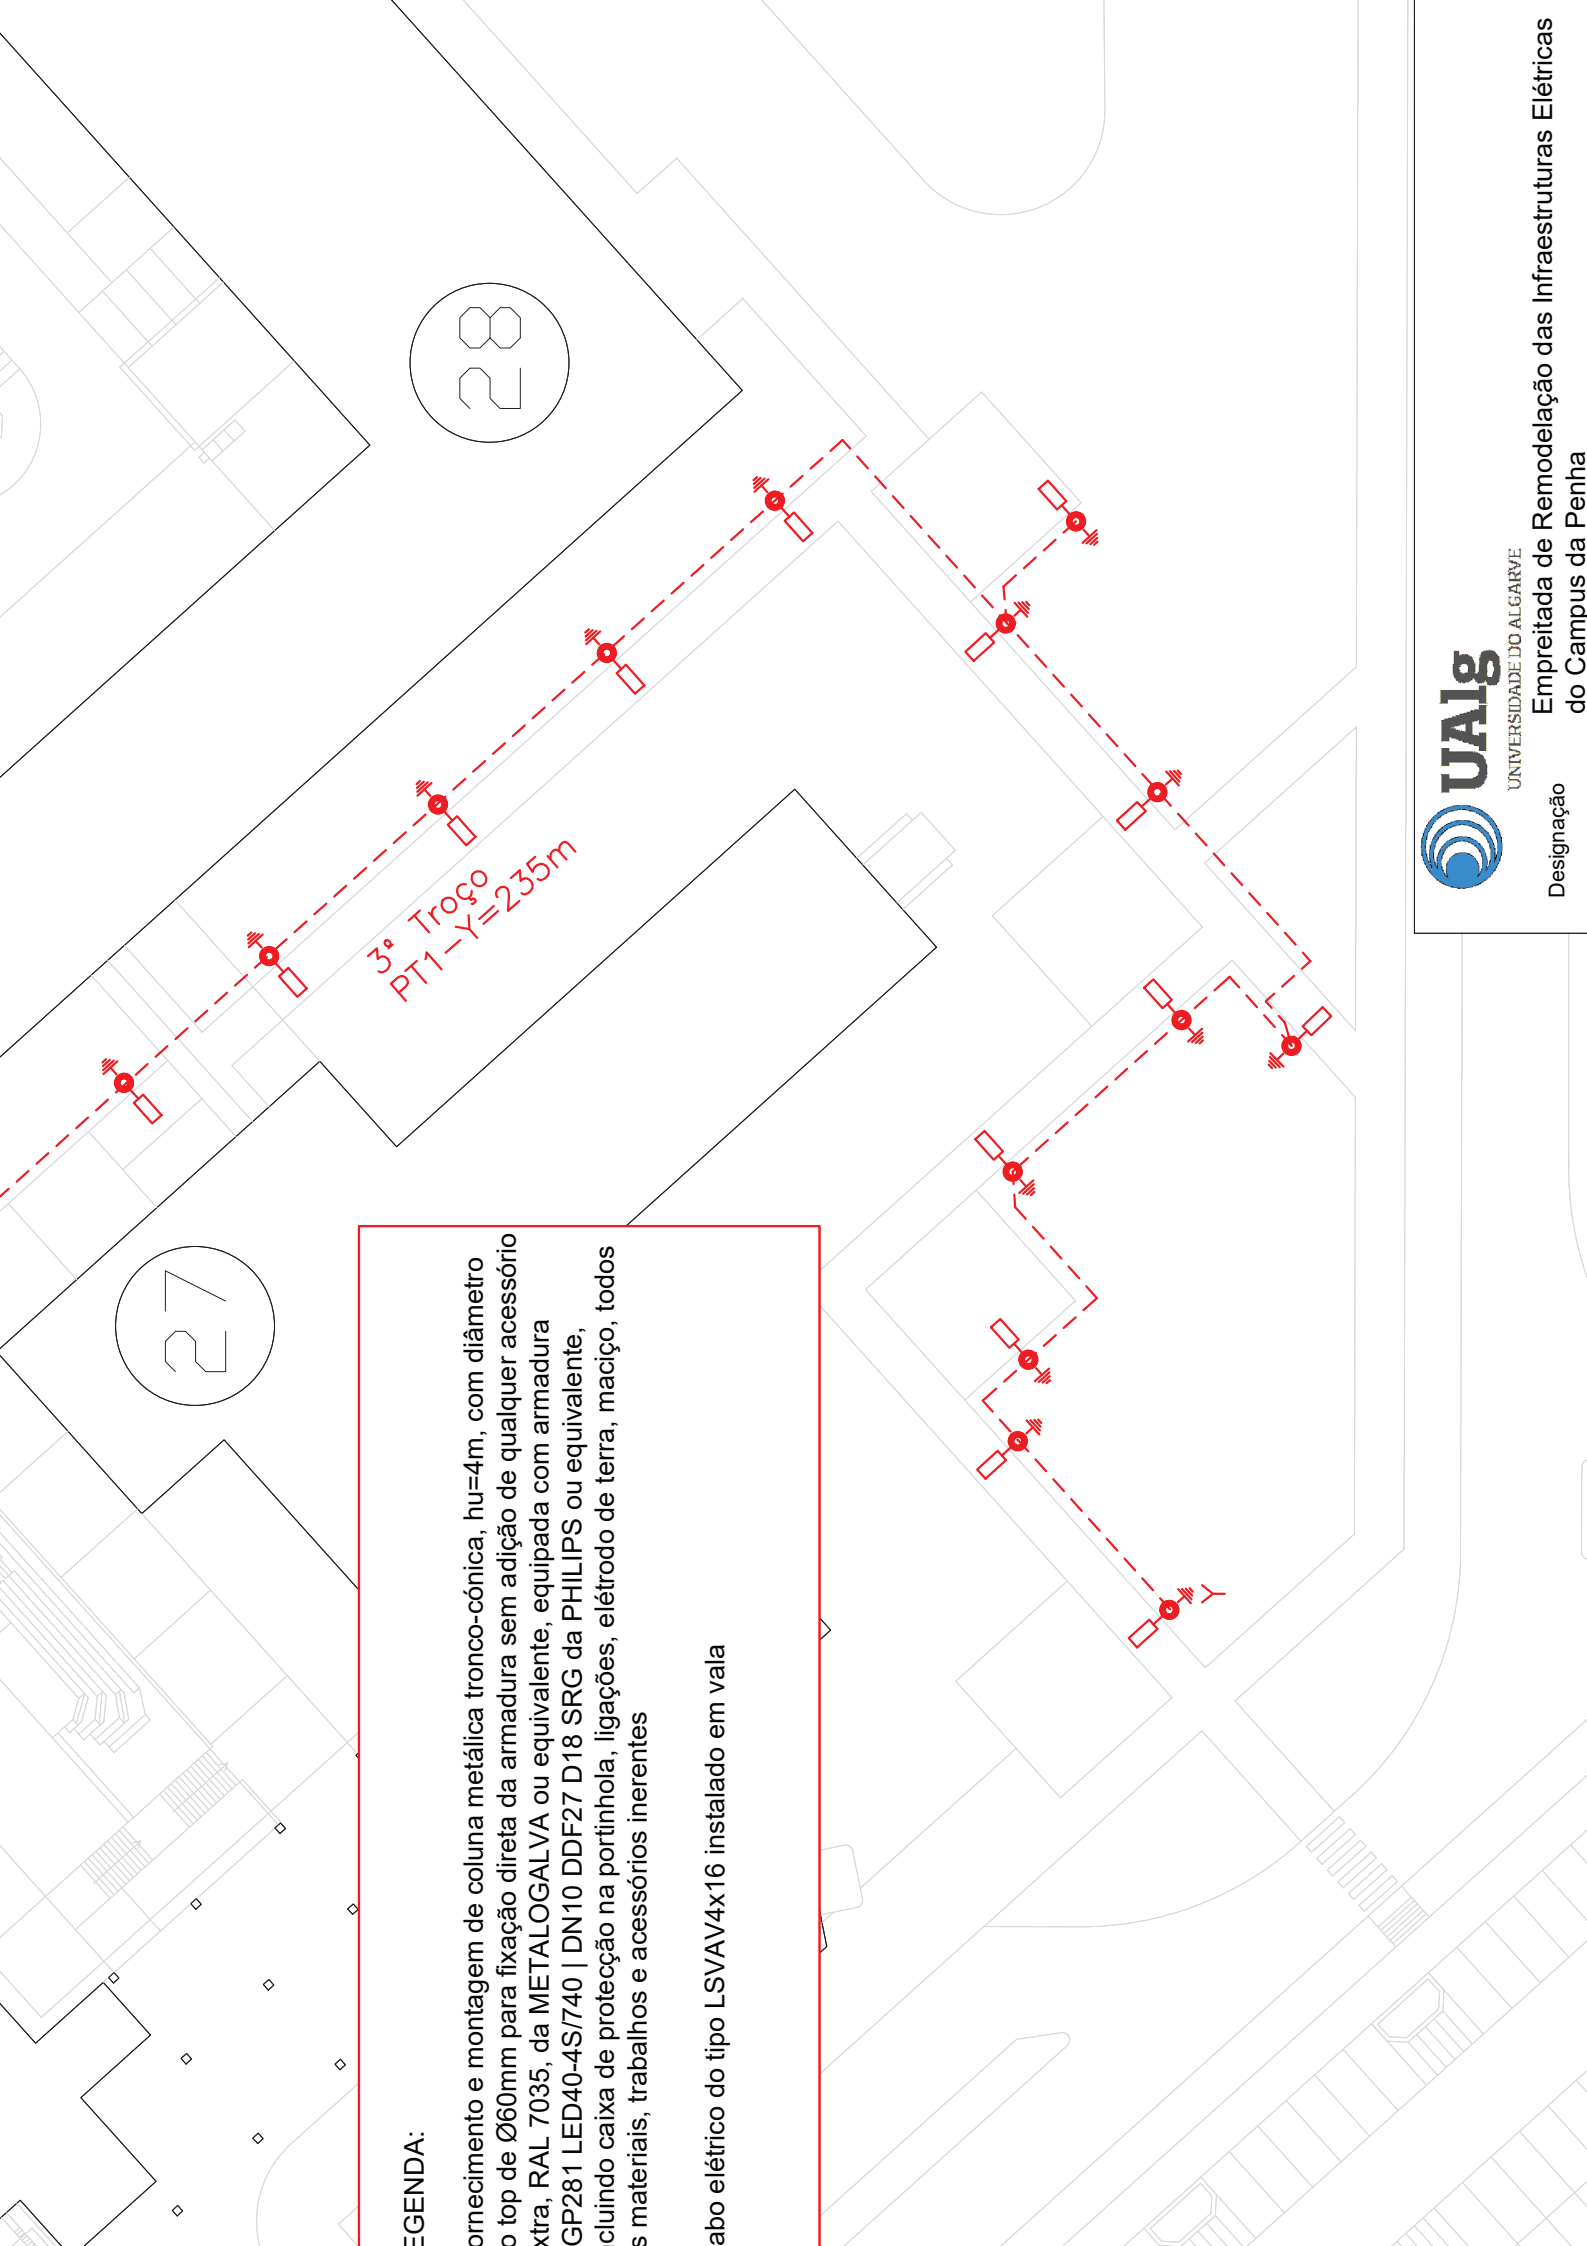 28
27
3º Troço
PT1-Y=235m
Y
EGENDA:
ornecimento e montagem de coluna metálica tronco-cónica, hu=4m, com diâmetro
o top de Ø60mm para fixação direta da armadura sem adição de qualquer acessório
xtra, RAL 7035, da METALOGALVA ou equivalente, equipada com armadura
GP281 LED40-4S/740 | DN10 DDF27 D18 SRG da PHILIPS ou equivalente,
cluindo caixa de protecção na portinhola, ligações, elétrodo de terra, maciço, todos
s materiais, trabalhos e acessórios inerentes
abo elétrico do tipo LSVAV4x16 instalado em vala
UAlg
UNIVERSIDADE DO ALGARVE
Designação
Empreitada de Remodelação das Infraestruturas Elétricas
do Campus da Penha